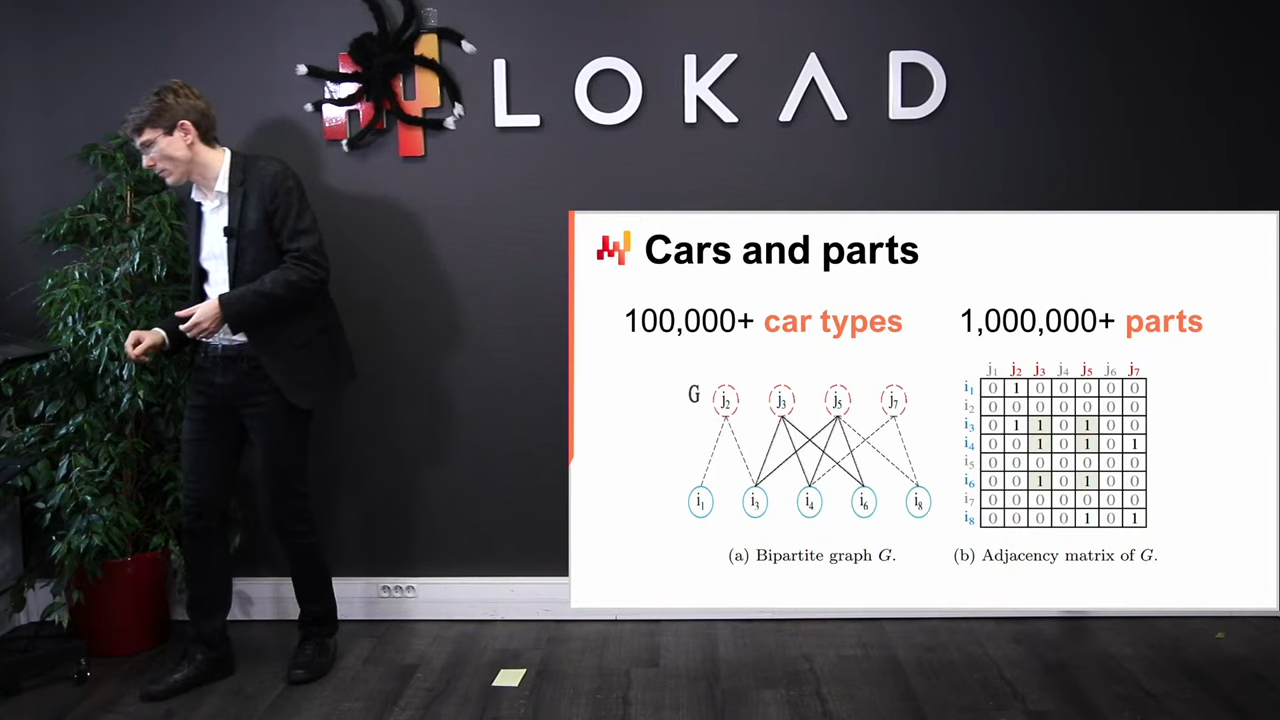 LOKAD
Cars and parts
100,000+ car types
1,000,000+ parts
G j2 j3 j5 j7
i1 i3 i4 i6 i8
(a) Bipartite graph G.
j1 j2 j3 j4 j5 j6 j7
i1 0 1 0 0 0 0 0
i2 0 0 0 0 0 0 0
i3 0 1 1 0 1 0 0
i4 0 0 1 0 1 0 1
i5 0 0 0 0 0 0 0
i6 0 0 1 0 1 0 0
i7 0 0 0 0 0 0 0
i8 0 0 0 0 1 0 1
(b) Adjacency matrix of G.